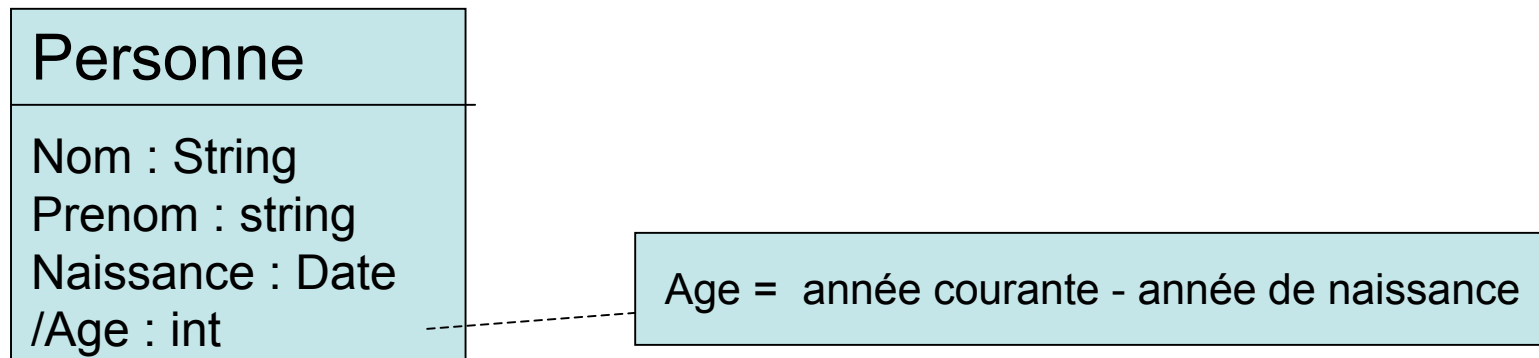 Personne
Nom : String
Prenom : string
Naissance : Date
/Age : int
Age = année courante - année de naissance